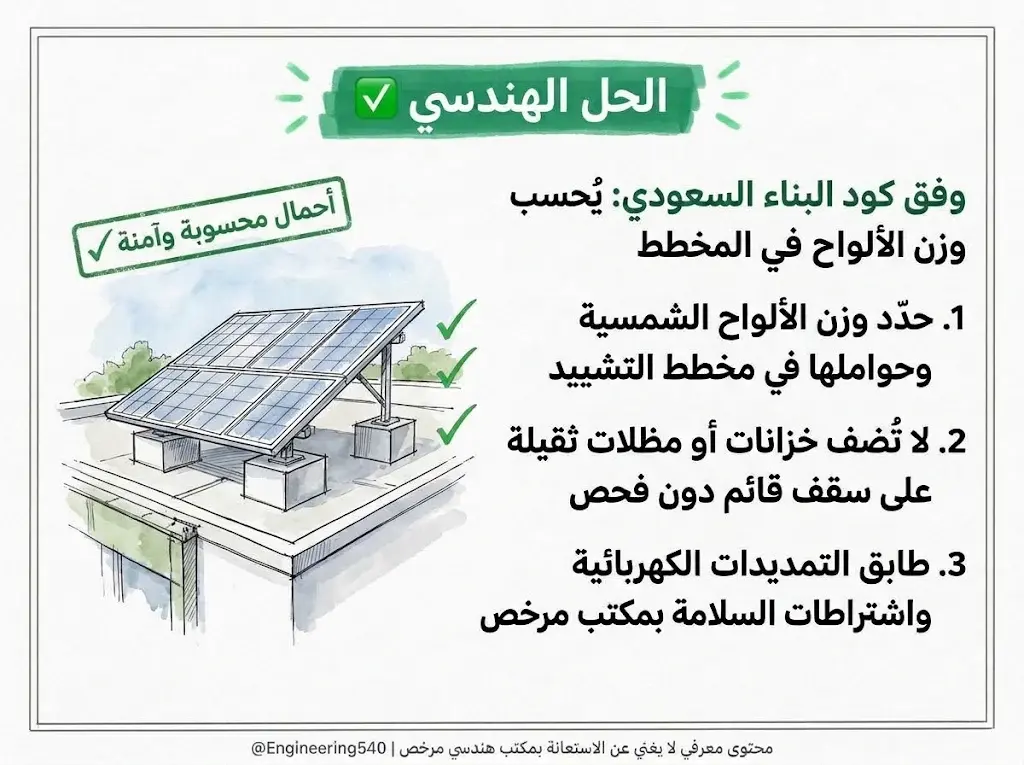 الحل الهندسي ✅
أحمال محسوبة وآمنة ✓
وفق كود البناء السعودي: يُحسب
وزن الألواح في المخطط
1. حدّد وزن الألواح الشمسية
وحواملها في مخطط التشييد
2. لا تُضف خزانات أو مظلات ثقيلة
على سقف قائم دون فحص
3. طابق التمديدات الكهربائية
واشتراطات السلامة بمكتب مرخص
محتوى معرفي لا يغني عن الاستعانة بمكتب هندسي مرخص | @Engineering540